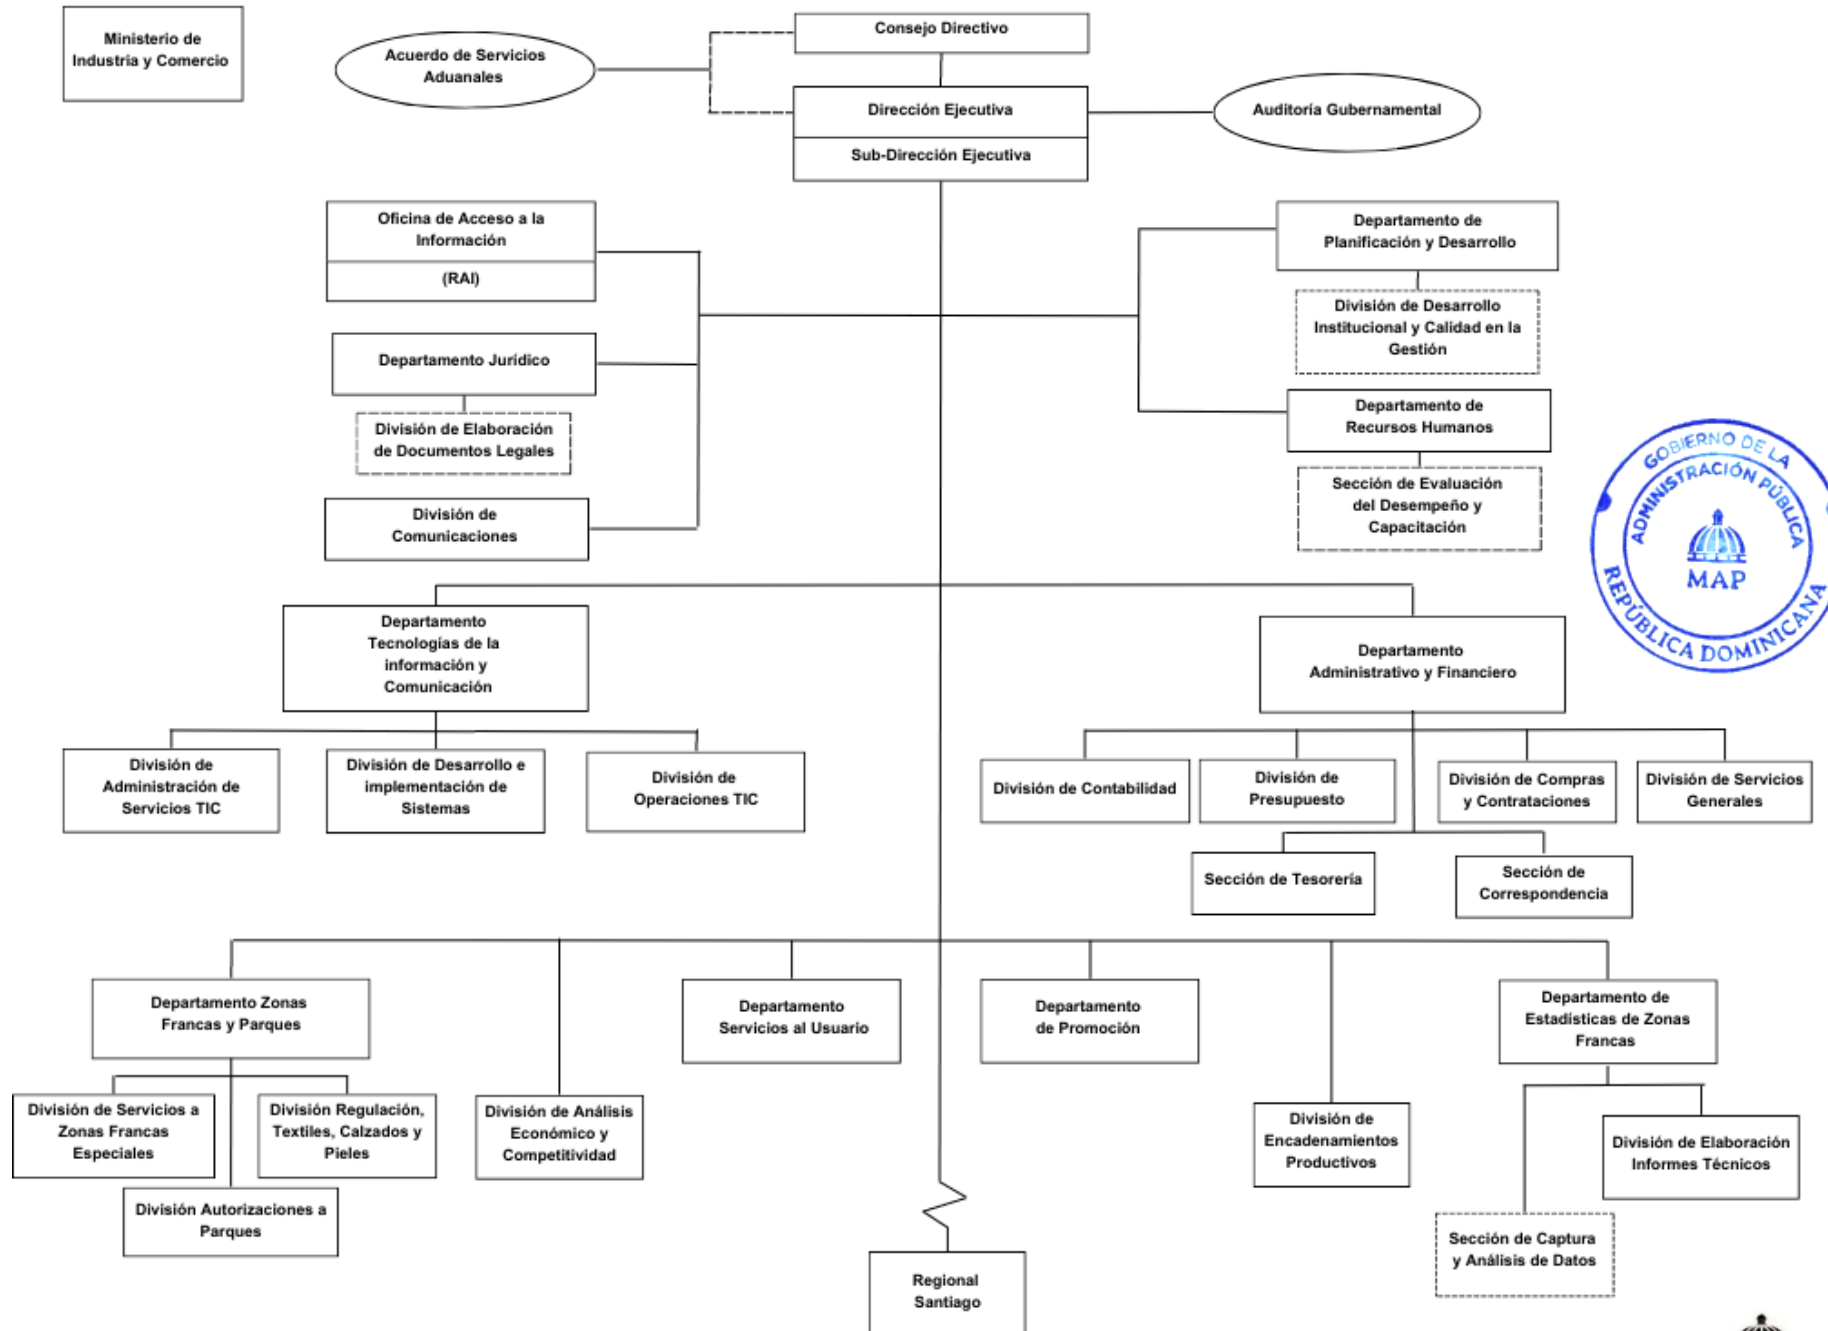 Ministerio de
Industria y Comercio
Acuerdo de Servicios
Aduanales
Consejo Directivo
Dirección Ejecutiva
Sub-Dirección Ejecutiva
Auditoría Gubernamental
Oficina de Acceso a la
Información
(RAI)
Departamento de
Planificación y Desarrollo
División de Desarrollo
Institucional y Calidad en la
Gestión
Departamento Jurídico
División de Elaboración
de Documentos Legales
Departamento de
Recursos Humanos
Sección de Evaluación
del Desempeño y
Capacitación
División de
Comunicaciones
GOBIERNO DE LA
REPÚBLICA DOMINICANA
ADMINISTRACIÓN PÚBLICA
MAP
Departamento
Tecnologías de la
información y
Comunicación
Departamento
Administrativo y Financiero
División de
Administración de
Servicios TIC
División de Desarrollo e
implementación de
Sistemas
División de
Operaciones TIC
División de Contabilidad
División de
Presupuesto
División de Compras
y Contrataciones
División de Servicios
Generales
Sección de Tesorería
Sección de
Correspondencia
Departamento Zonas
Francas y Parques
Departamento
Servicios al Usuario
Departamento
de Promoción
Departamento de
Estadísticas de Zonas
Francas
División de Servicios a
Zonas Francas
Especiales
División Regulación,
Textiles, Calzados y
Pieles
División de Análisis
Económico y
Competitividad
División de
Encadenamientos
Productivos
División de Elaboración
Informes Técnicos
División Autorizaciones a
Parques
Sección de Captura
y Análisis de Datos
Regional
Santiago